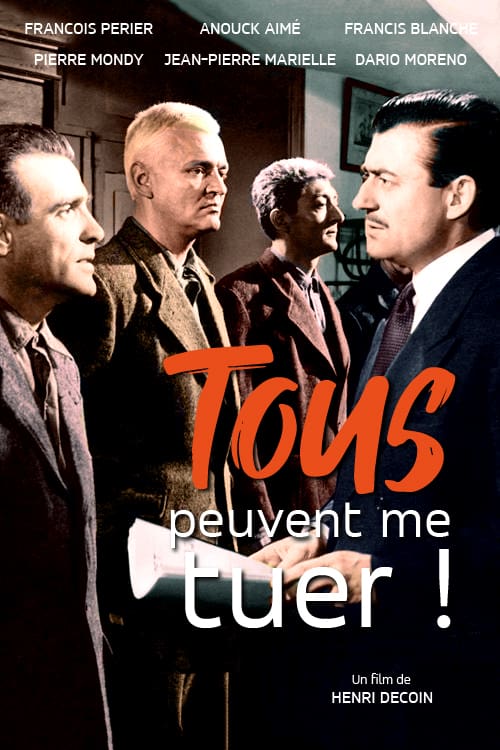 FRANCOIS PERIER ANOUCK AIMÉ FRANCIS BLANCHE
PIERRE MONDY JEAN-PIERRE MARIELLE DARIO MORENO
Tous
peuvent me
tuer !
Un film de
HENRI DECOIN